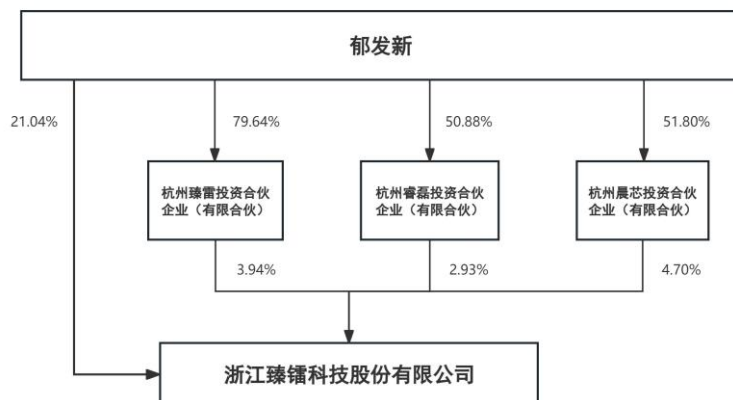 郁发新
21.04%
79.64%
50.88%
51.80%
杭州臻雷投资合伙
企业（有限合伙）
杭州睿磊投资合伙
企业（有限合伙）
杭州晨芯投资合伙
企业（有限合伙）
3.94%
2.93%
4.70%
浙江臻镭科技股份有限公司